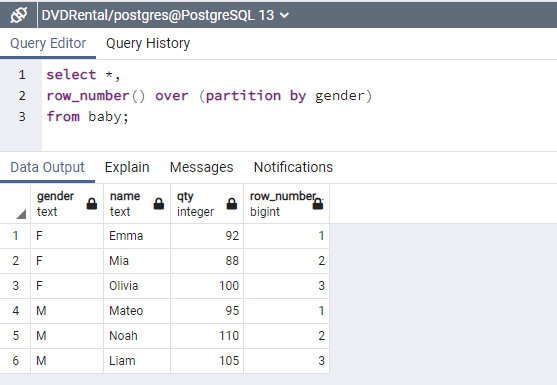 DVDRental/postgres@PostgreSQL 13
Query Editor Query History
1 select *,
2 row_number() over (partition by gender)
3 from baby;
Data Output Explain Messages Notifications
gender name qty row_number
text text integer bigint
1 F Emma 92 1
2 F Mia 88 2
3 F Olivia 100 3
4 M Mateo 95 1
5 M Noah 110 2
6 M Liam 105 3